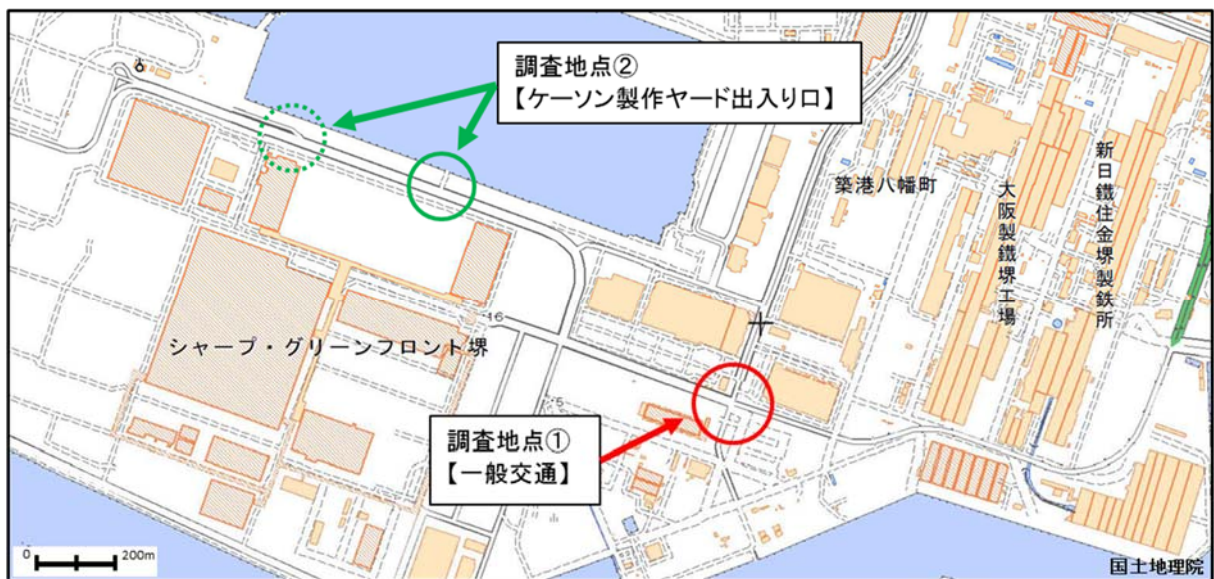 調査地点②
【ケーソン製作ヤード出入り口】
築港八幡町
大阪製鐵堺工場
新日鐵住金堺製鉄所
シャープ・グリーンフロント堺
16
5
調査地点①
【一般交通】
0 200m
国土地理院